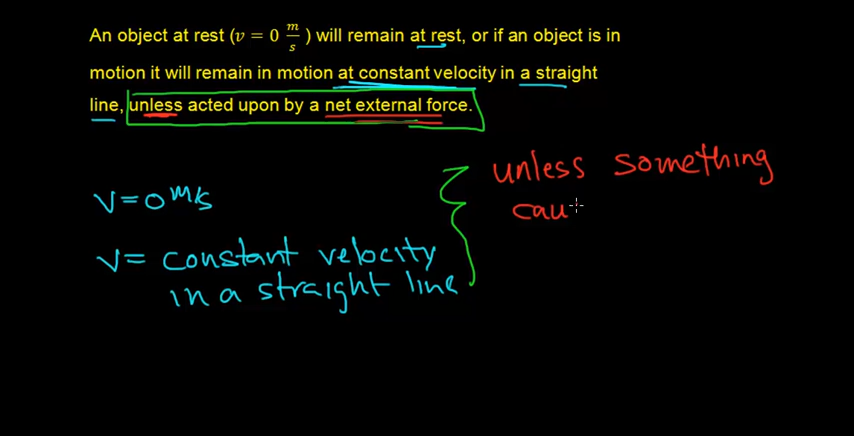 An object at rest (v = 0 m/s) will remain at rest, or if an object is in
motion it will remain in motion at constant velocity in a straight
line, unless acted upon by a net external force.
v = 0 m/s
v = constant velocity
in a straight line
unless something
cau